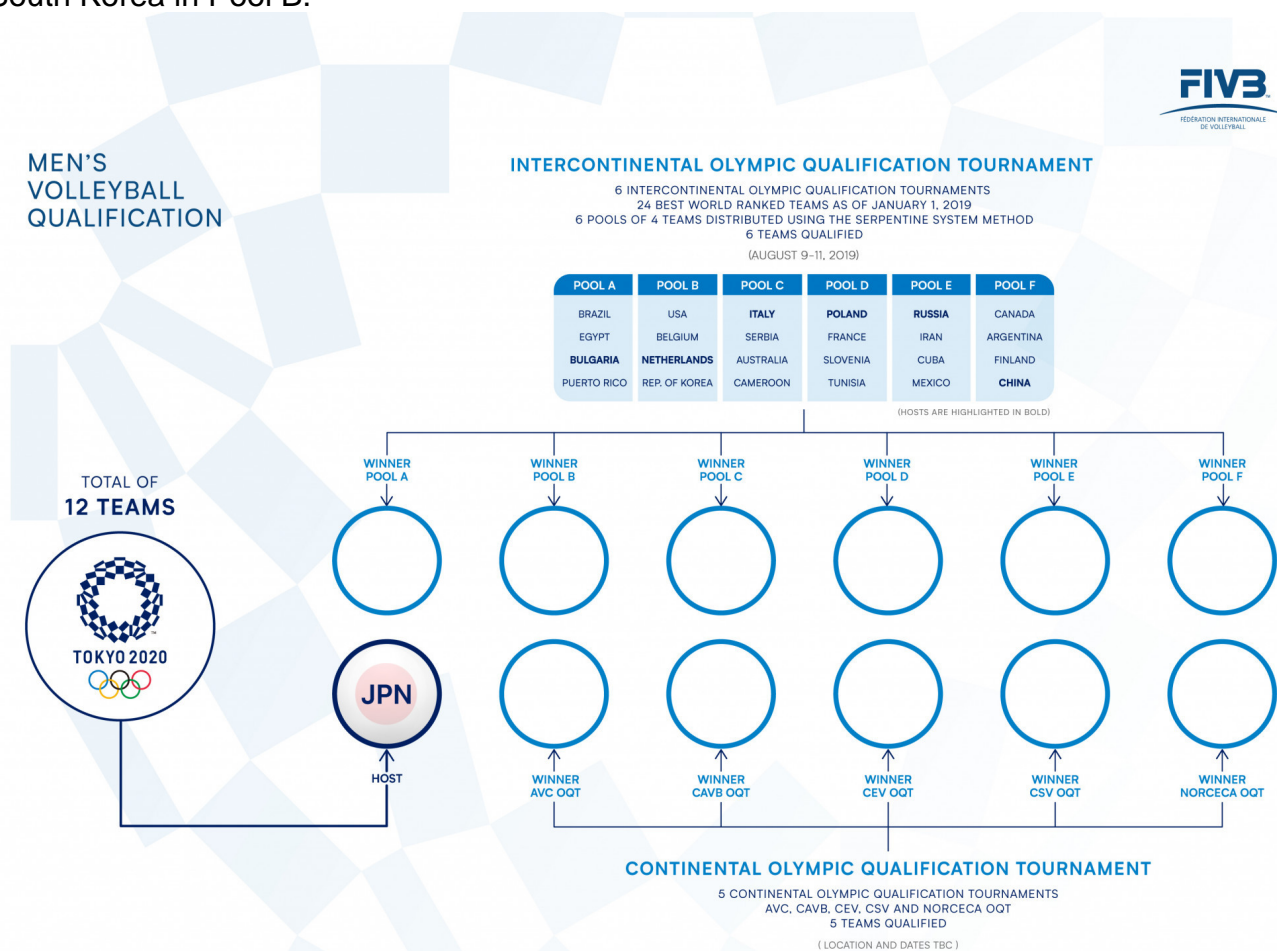 South Korea in Pool B.
FIVB
FÉDÉRATION INTERNATIONALE
DE VOLLEYBALL
MEN'S
VOLLEYBALL
QUALIFICATION
INTERCONTINENTAL OLYMPIC QUALIFICATION TOURNAMENT
6 INTERCONTINENTAL OLYMPIC QUALIFICATION TOURNAMENTS
24 BEST WORLD RANKED TEAMS AS OF JANUARY 1, 2019
6 POOLS OF 4 TEAMS DISTRIBUTED USING THE SERPENTINE SYSTEM METHOD
6 TEAMS QUALIFIED
(AUGUST 9-11, 2019)
POOL A POOL B POOL C POOL D POOL E POOL F
BRAZIL USA ITALY POLAND RUSSIA CANADA
EGYPT BELGIUM SERBIA FRANCE IRAN ARGENTINA
BULGARIA NETHERLANDS AUSTRALIA SLOVENIA CUBA FINLAND
PUERTO RICO REP. OF KOREA CAMEROON TUNISIA MEXICO CHINA
(HOSTS ARE HIGHLIGHTED IN BOLD)
WINNER WINNER WINNER WINNER WINNER WINNER
POOL A POOL B POOL C POOL D POOL E POOL F
TOTAL OF
12 TEAMS
TOKYO 2020
JPN
HOST
WINNER WINNER WINNER WINNER WINNER
AVC OQT CAVB OQT CEV OQT CSV OQT NORCECA OQT
CONTINENTAL OLYMPIC QUALIFICATION TOURNAMENT
5 CONTINENTAL OLYMPIC QUALIFICATION TOURNAMENTS
AVC, CAVB, CEV, CSV AND NORCECA OQT
5 TEAMS QUALIFIED
( LOCATION AND DATES TBC )